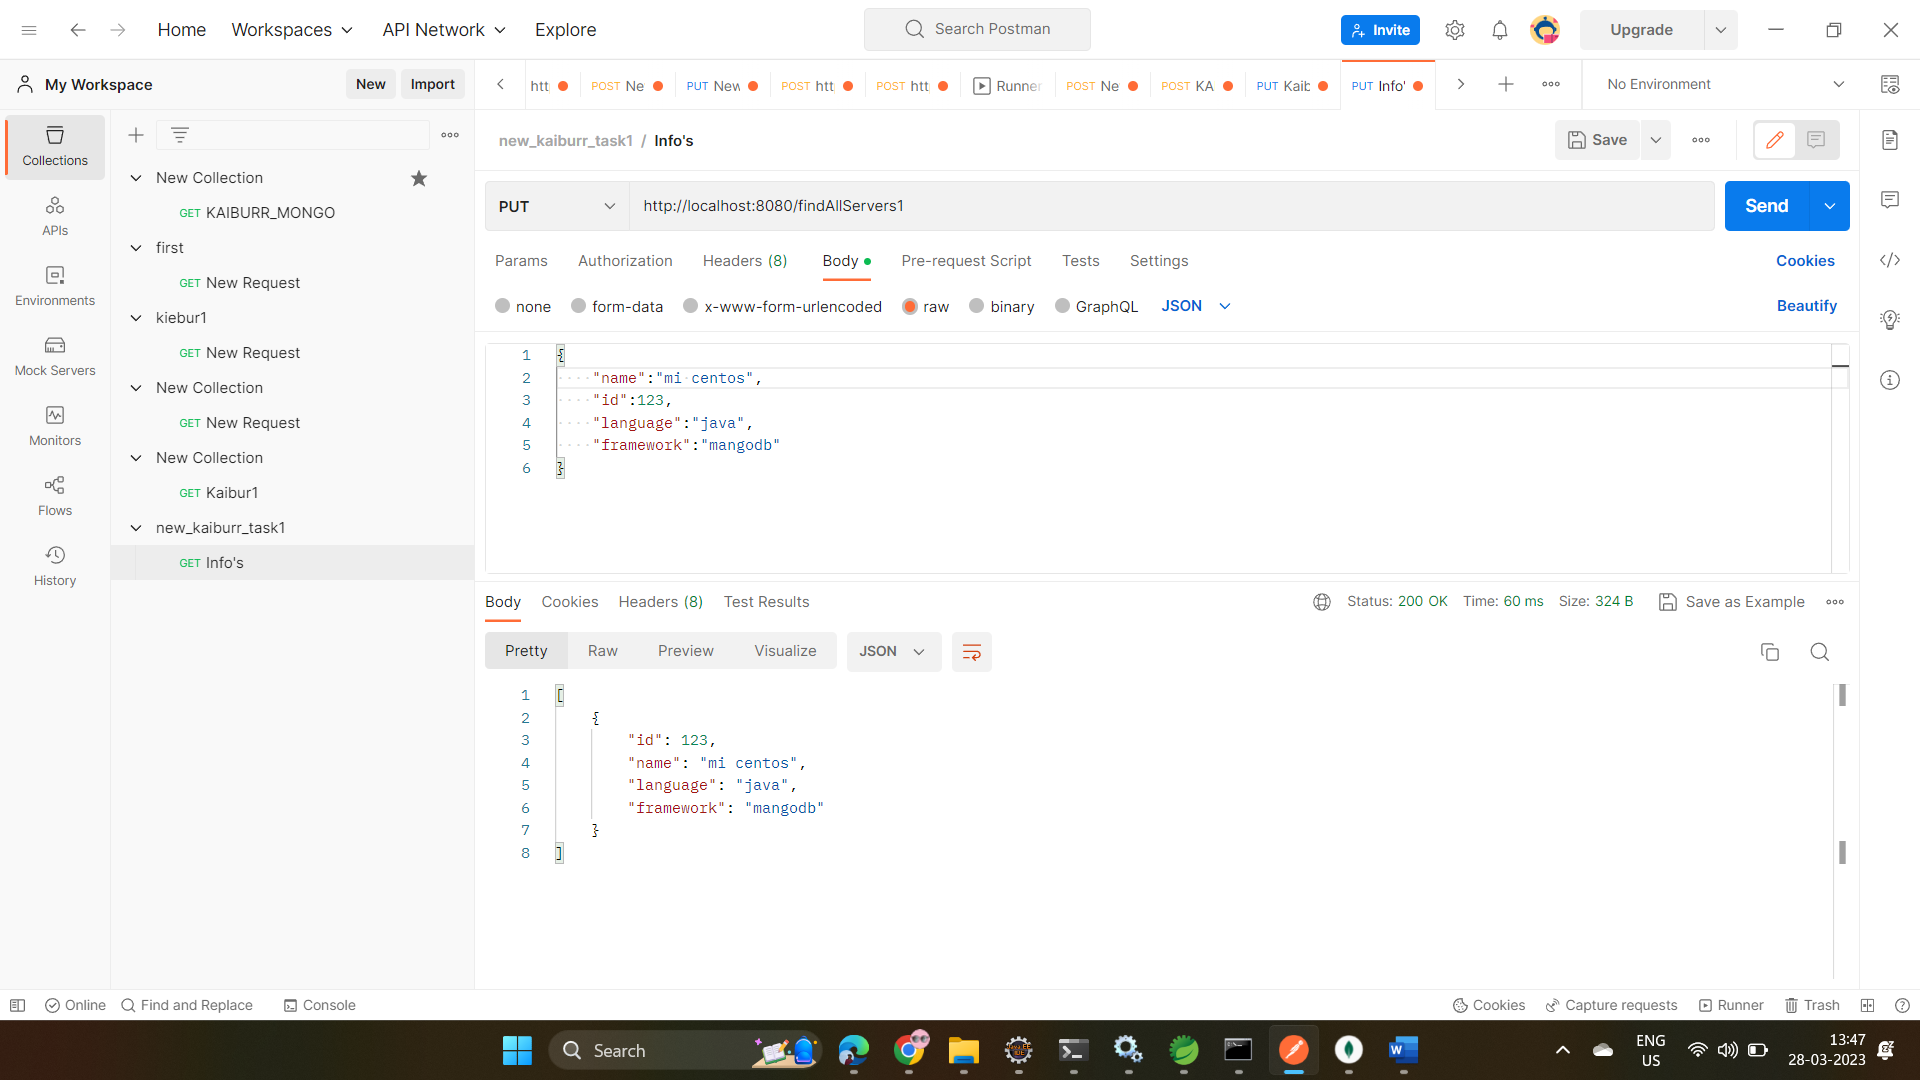 Home Workspaces API Network Explore Search Postman Invite Upgrade
My Workspace New Import
htt POST Ne PUT New POST htt POST htt Runner POST Ne POST KA PUT Kaib PUT Info' No Environment
new_kaiburr_task1 / Info's Save
Collections
APIs
Environments
Mock Servers
Monitors
Flows
History
New Collection
GET KAIBURR_MONGO
first
GET New Request
kiebur1
GET New Request
New Collection
GET New Request
New Collection
GET Kaibur1
new_kaiburr_task1
GET Info's
PUT http://localhost:8080/findAllServers1 Send
Params Authorization Headers (8) Body Pre-request Script Tests Settings Cookies
none form-data x-www-form-urlencoded raw binary GraphQL JSON Beautify
1 {
2 "name":"mi centos",
3 "id":123,
4 "language":"java",
5 "framework":"mangodb"
6 }
Body Cookies Headers (8) Test Results Status: 200 OK Time: 60 ms Size: 324 B Save as Example
Pretty Raw Preview Visualize JSON
1 [
2 {
3 "id": 123,
4 "name": "mi centos",
5 "language": "java",
6 "framework": "mangodb"
7 }
8 ]
Online Find and Replace Console Cookies Capture requests Runner Trash
Search ENG US 13:47
28-03-2023